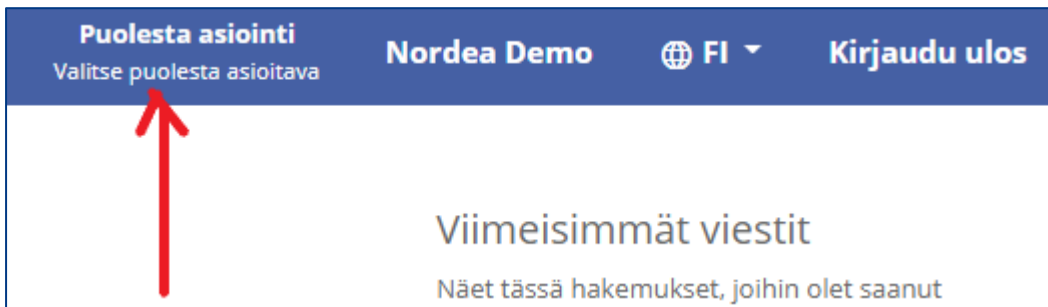 Puolesta asiointi
Valitse puolesta asioitava
Nordea Demo
FI
Kirjaudu ulos
Viimeisimmät viestit
Näet tässä hakemukset, joihin olet saanut